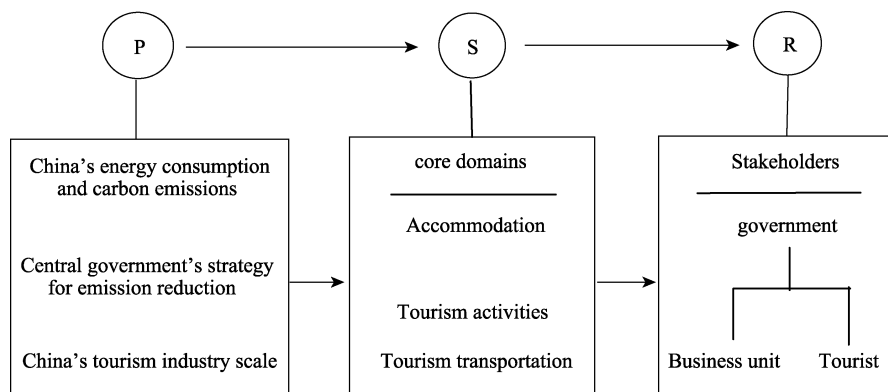 P
S
R
China's energy consumption
and carbon emissions
Central government's strategy
for emission reduction
China's tourism industry scale
core domains
Accommodation
Tourism activities
Tourism transportation
Stakeholders
government
Business unit
Tourist